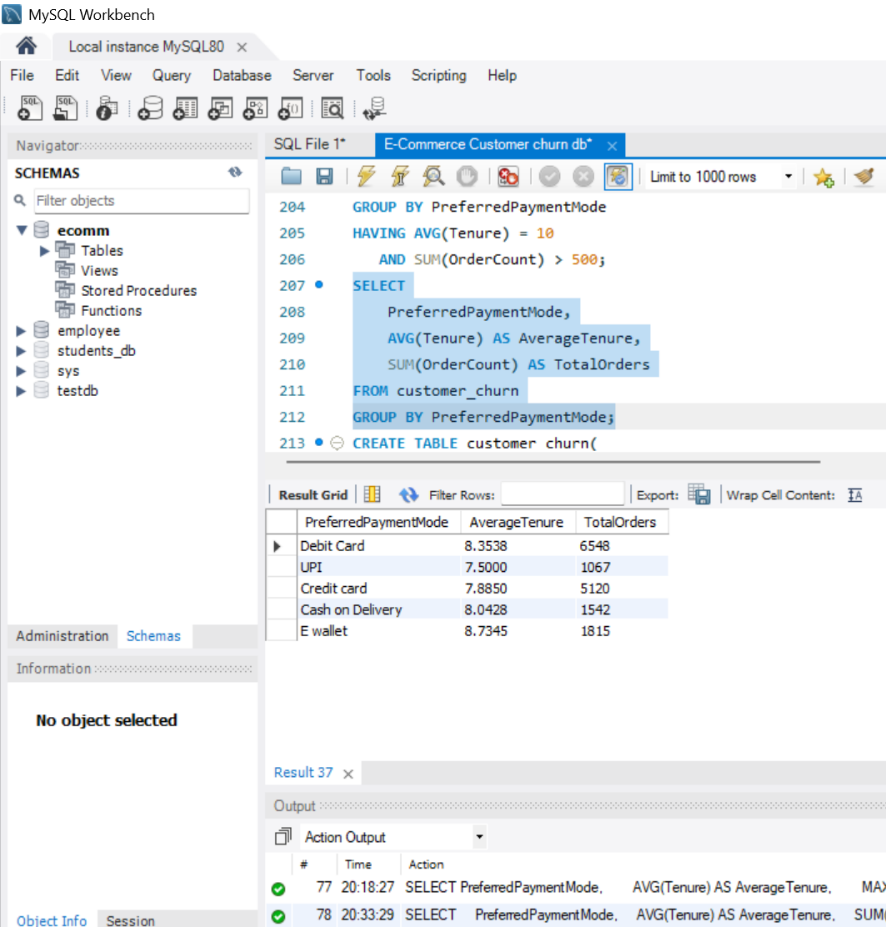 MySQL Workbench
Local instance MySQL80
File Edit View Query Database Server Tools Scripting Help
Navigator
SCHEMAS
Filter objects
ecomm
Tables
Views
Stored Procedures
Functions
employee
students_db
sys
testdb
Administration Schemas
Information
No object selected
Object Info Session
SQL File 1* E-Commerce Customer churn db*
Limit to 1000 rows
204 GROUP BY PreferredPaymentMode
205 HAVING AVG(Tenure) = 10
206 AND SUM(OrderCount) > 500;
207 SELECT
208 PreferredPaymentMode,
209 AVG(Tenure) AS AverageTenure,
210 SUM(OrderCount) AS TotalOrders
211 FROM customer_churn
212 GROUP BY PreferredPaymentMode;
213 CREATE TABLE customer churn(
Result Grid Filter Rows: Export: Wrap Cell Content:
PreferredPaymentMode AverageTenure TotalOrders
Debit Card 8.3538 6548
UPI 7.5000 1067
Credit card 7.8850 5120
Cash on Delivery 8.0428 1542
E wallet 8.7345 1815
Result 37
Output
Action Output
# Time Action
77 20:18:27 SELECT PreferredPaymentMode, AVG(Tenure) AS AverageTenure, MAX
78 20:33:29 SELECT PreferredPaymentMode, AVG(Tenure) AS AverageTenure, SUM(